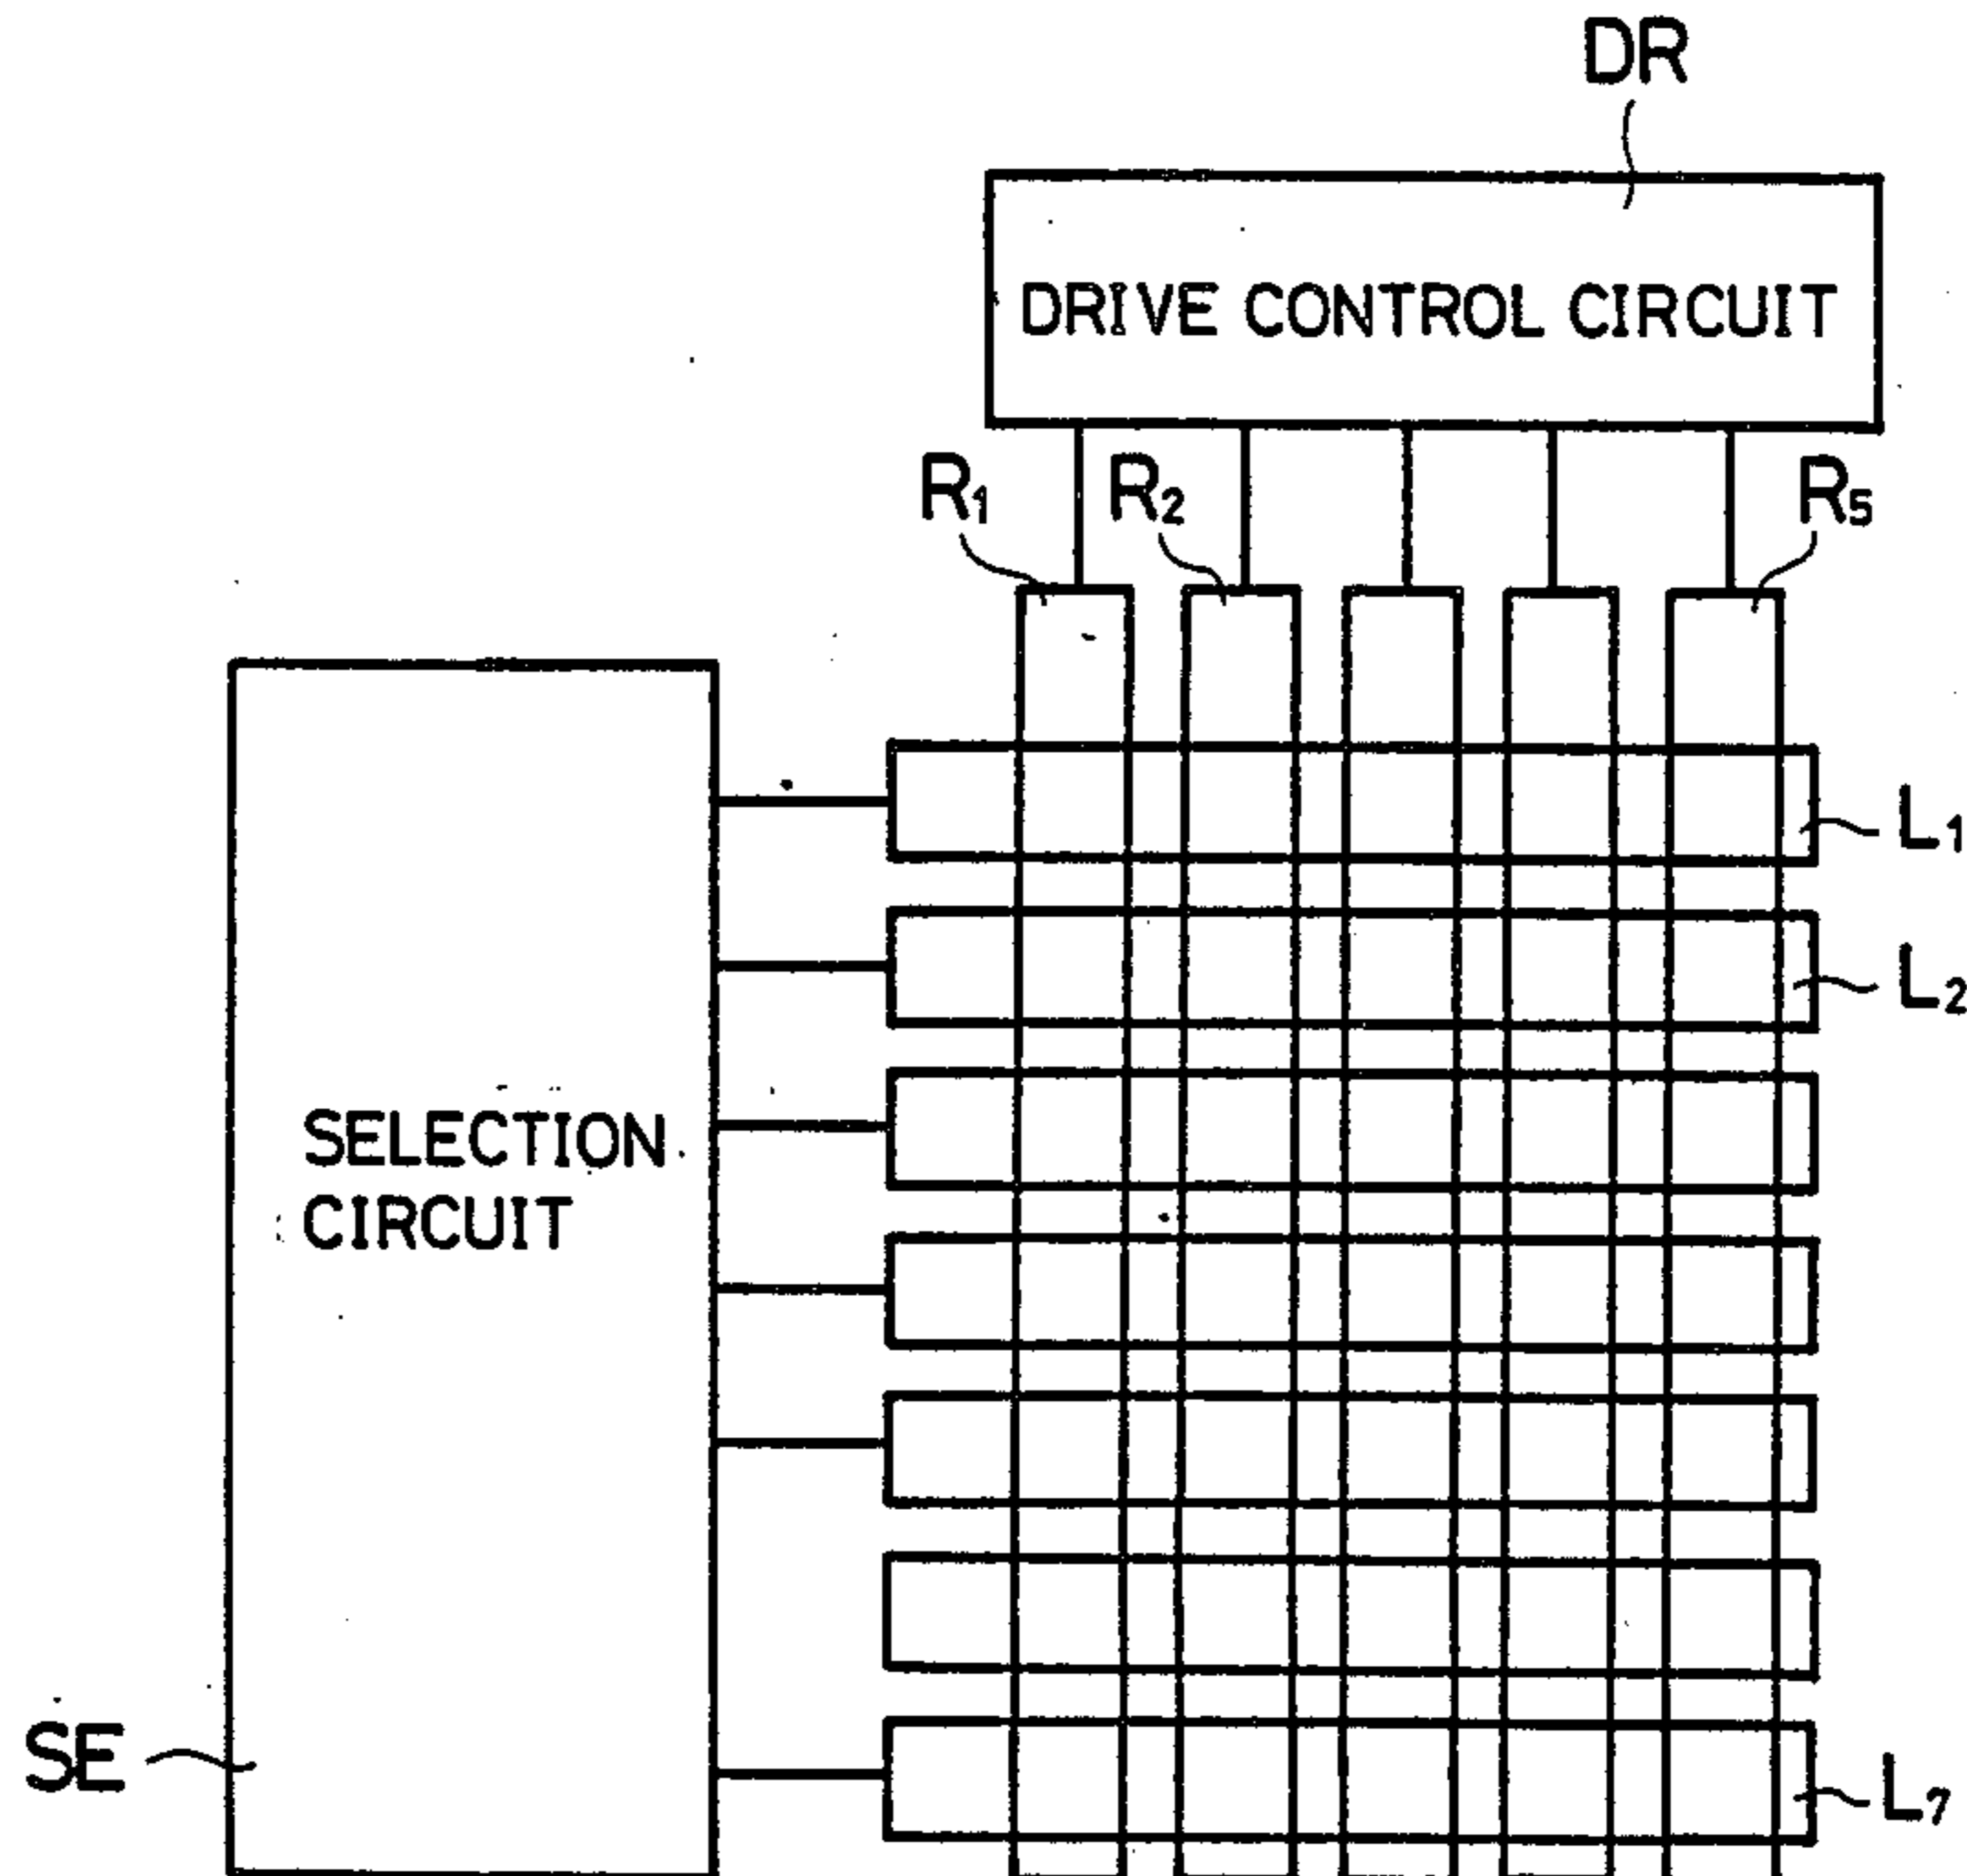 DR
DRIVE CONTROL CIRCUIT
R₁ R₂ R₅
L₁
L₂
SELECTION
CIRCUIT
SE
L₇